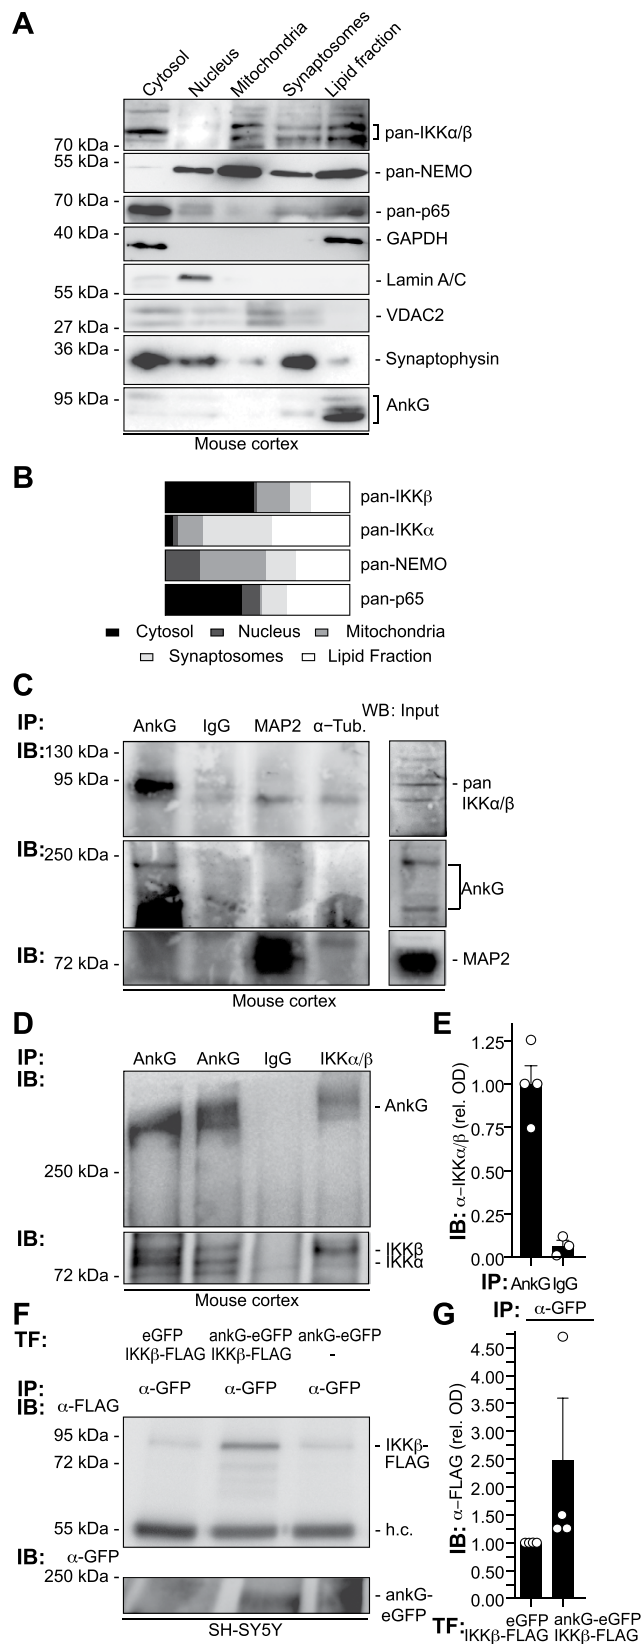 A
Cytosol Nucleus Mitochondria Synaptosomes Lipid fraction
70 kDa - pan-IKKα/β
55 kDa - - pan-NEMO
70 kDa - - pan-p65
40 kDa - - GAPDH
- Lamin A/C
55 kDa -
- VDAC2
27 kDa -
36 kDa - - Synaptophysin
95 kDa - AnkG
Mouse cortex
B
pan-IKKβ
pan-IKKα
pan-NEMO
pan-p65
Cytosol Nucleus Mitochondria
Synaptosomes Lipid Fraction
C
WB: Input
IP: AnkG IgG MAP2 α−Tub.
IB: 130 kDa -
95 kDa - - pan
IKKα/β
IB: 250 kDa -
AnkG
IB: 72 kDa - - MAP2
Mouse cortex
D
IP: AnkG AnkG IgG IKKα/β
IB:
- AnkG
250 kDa -
IB: - IKKβ
- IKKα
72 kDa -
Mouse cortex
E
IB: α−IKKα/β (rel. OD)
1.25
1.00
0.75
0.50
0.25
0.00
IP: AnkG IgG
F
TF: eGFP ankG-eGFP ankG-eGFP
IKKβ-FLAG IKKβ-FLAG -
IP: α-GFP α-GFP α-GFP
IB: α-FLAG
95 kDa - - IKKβ-
72 kDa - FLAG
55 kDa - - h.c.
IB: α-GFP
250 kDa -
- ankG-
eGFP
SH-SY5Y
G
IP: α-GFP
IB: α−FLAG (rel. OD)
4.50
4.00
3.50
3.00
2.50
2.00
1.50
1.00
0.50
0.00
TF: eGFP ankG-eGFP
IKKβ-FLAG IKKβ-FLAG